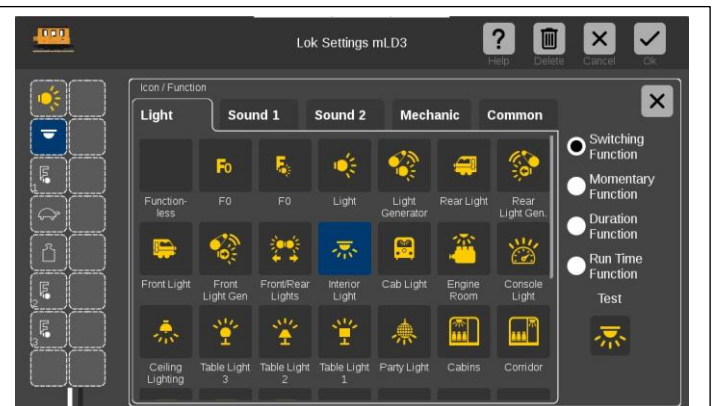 Lok Settings mLD3
Help
Delete
Cancel
Ok
Icon / Function
Light
Sound 1
Sound 2
Mechanic
Common
F0
F
Function-
less
F0
F0
Light
Light
Generator
Rear Light
Rear
Light Gen.
Front Light
Front
Light Gen
Front/Rear
Lights
Interior
Light
Cab Light
Engine
Room
Console
Light
Ceiling
Lighting
Table Light
3
Table Light
2
Table Light
1
Party Light
Cabins
Corridor
Switching
Function
Momentary
Function
Duration
Function
Run Time
Function
Test
F
1
F
2
F
3